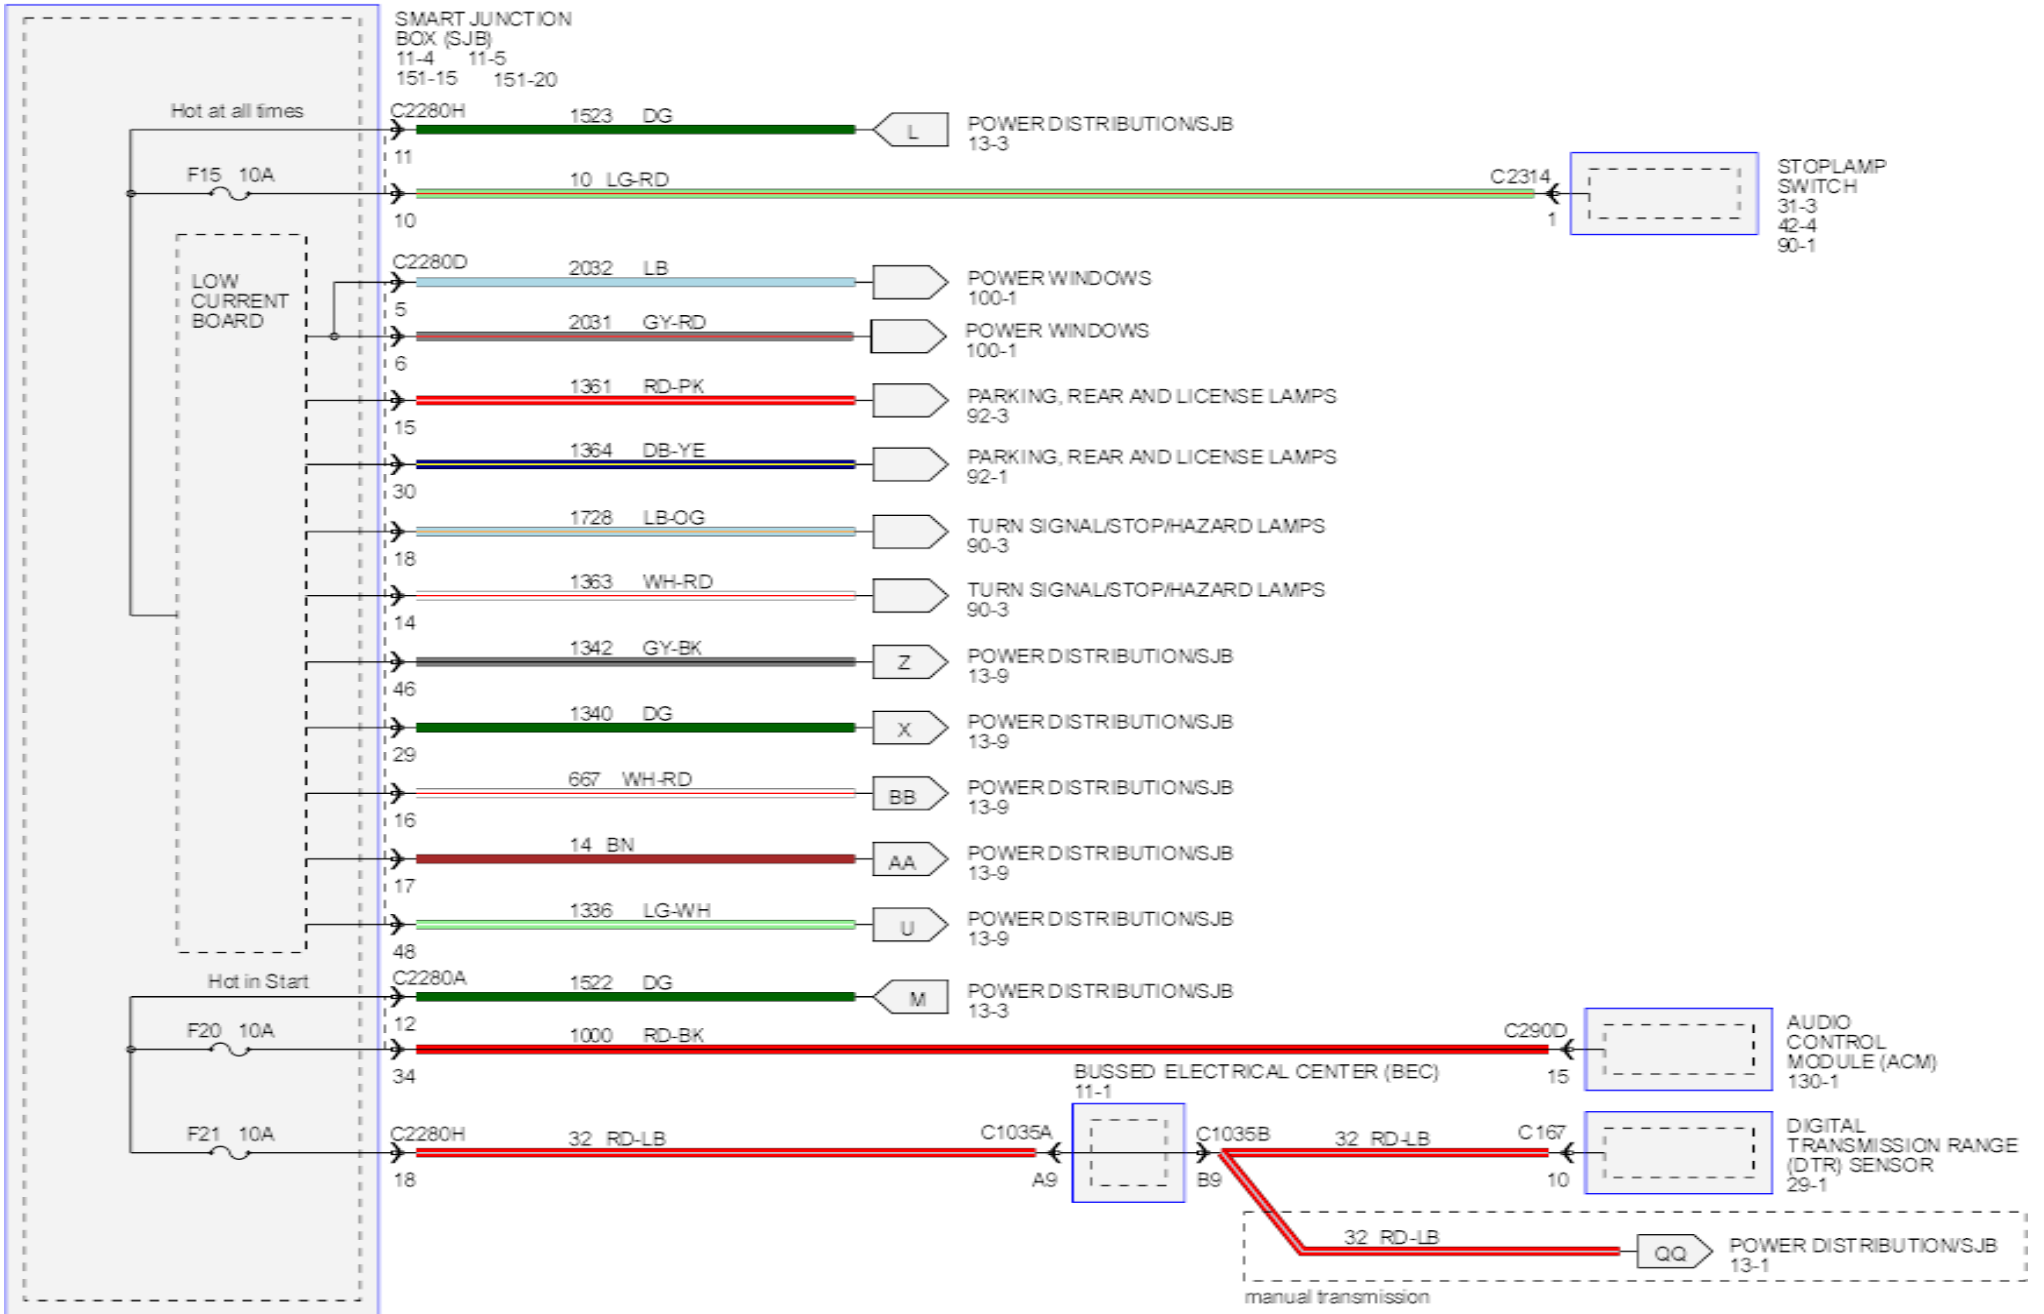 SMART JUNCTION
BOX (SJB)
11-4 11-5
151-15 151-20
Hot at all times
C2280H
1523 DG
L
POWER DISTRIBUTION/SJB
13-3
11
F15 10A
10 LG-RD
C2314
10
1
STOPLAMP
SWITCH
31-3
42-4
90-1
LOW
CURRENT
BOARD
C2280D
2032 LB
POWER WINDOWS
100-1
5
2031 GY-RD
POWER WINDOWS
100-1
6
1361 RD-PK
PARKING, REAR AND LICENSE LAMPS
92-3
15
1364 DB-YE
PARKING, REAR AND LICENSE LAMPS
92-1
30
1728 LB-OG
TURN SIGNAL/STOP/HAZARD LAMPS
90-3
18
1363 WH-RD
TURN SIGNAL/STOP/HAZARD LAMPS
90-3
14
1342 GY-BK
Z
POWER DISTRIBUTION/SJB
13-9
46
1340 DG
X
POWER DISTRIBUTION/SJB
13-9
29
667 WH-RD
BB
POWER DISTRIBUTION/SJB
13-9
16
14 BN
AA
POWER DISTRIBUTION/SJB
13-9
17
1336 LG-WH
U
POWER DISTRIBUTION/SJB
13-9
48
Hot in Start
C2280A
1522 DG
M
POWER DISTRIBUTION/SJB
13-3
12
F20 10A
1000 RD-BK
C290D
34
15
AUDIO
CONTROL
MODULE (ACM)
130-1
BUSSED ELECTRICAL CENTER (BEC)
11-1
F21 10A
C2280H
32 RD-LB
C1035A
C1035B
32 RD-LB
C167
18
A9
B9
10
DIGITAL
TRANSMISSION RANGE
(DTR) SENSOR
29-1
32 RD-LB
QQ
POWER DISTRIBUTION/SJB
13-1
manual transmission